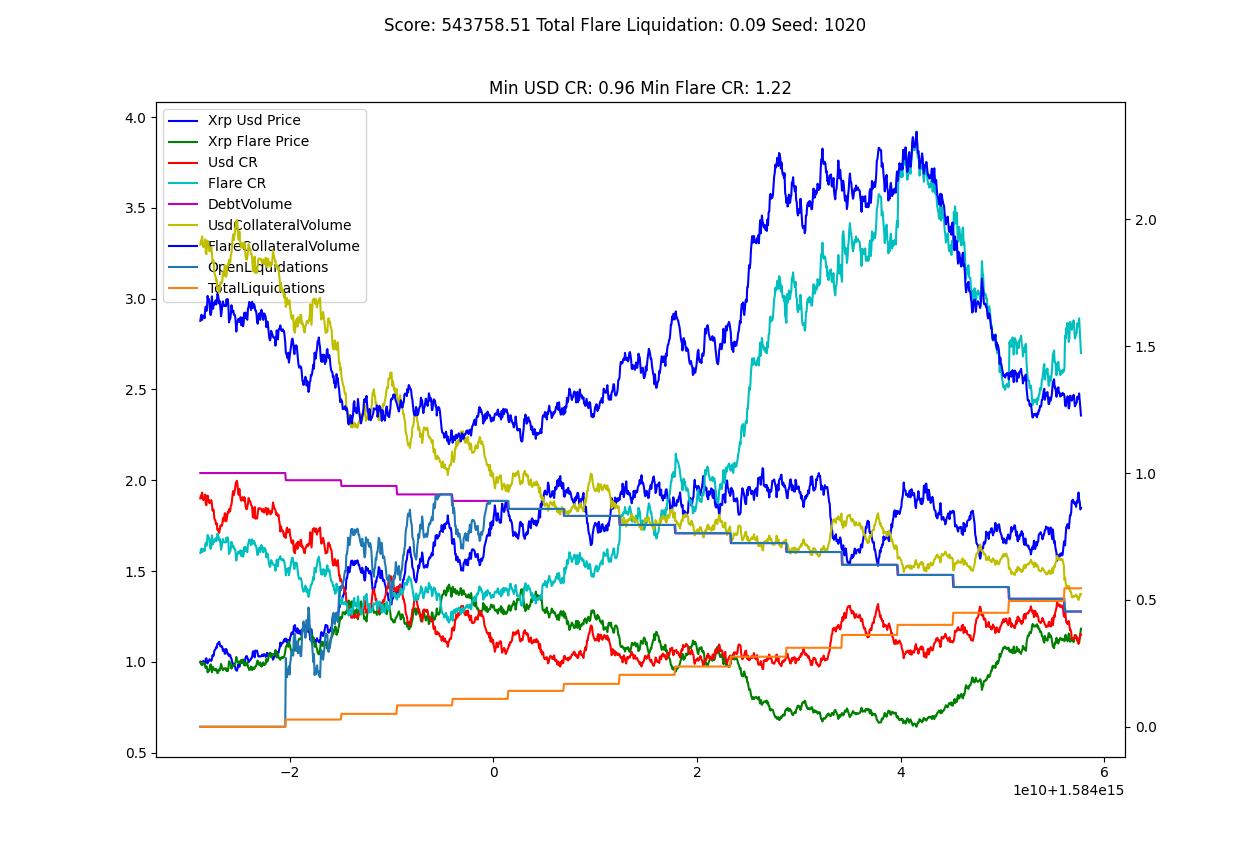 Score: 543758.51 Total Flare Liquidation: 0.09 Seed: 1020
Min USD CR: 0.96 Min Flare CR: 1.22
Xrp Usd Price
Xrp Flare Price
Usd CR
Flare CR
DebtVolume
UsdCollateralVolume
FlareCollateralVolume
OpenLiquidations
TotalLiquidations
4.0
3.5
3.0
2.5
2.0
1.5
1.0
0.5
2.0
1.5
1.0
0.5
0.0
−2 0 2 4 6
1e10+1.584e15